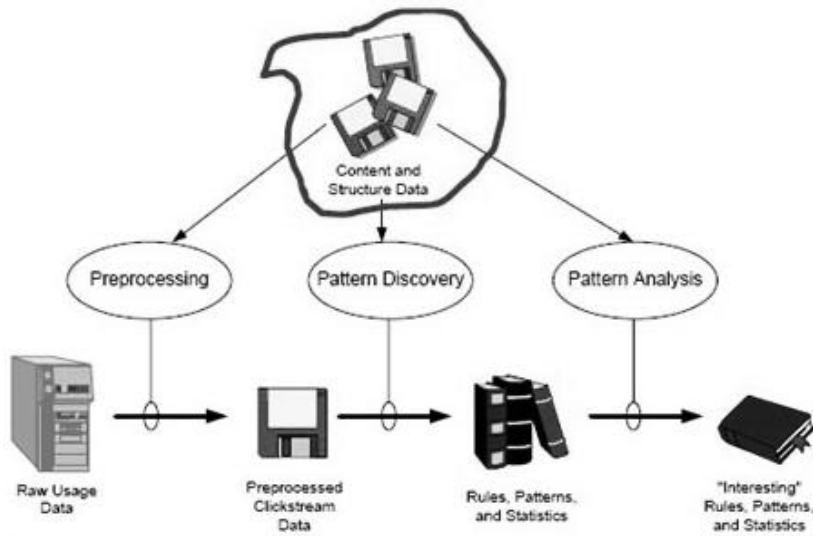 Content and
Structure Data
Preprocessing
Pattern Discovery
Pattern Analysis
Raw Usage
Data
Preprocessed
Clickstream
Data
Rules, Patterns,
and Statistics
"Interesting"
Rules, Patterns,
and Statistics